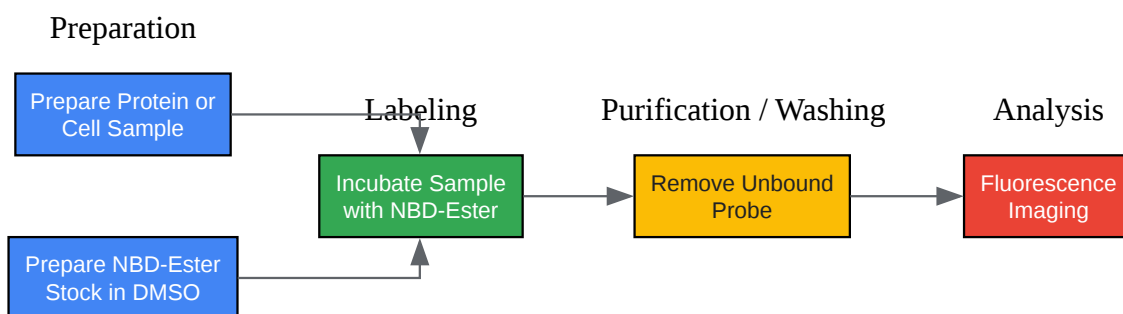 Preparation
Prepare Protein or
Cell Sample
Prepare NBD-Ester
Stock in DMSO
Labeling
Incubate Sample
with NBD-Ester
Purification / Washing
Remove Unbound
Probe
Analysis
Fluorescence
Imaging